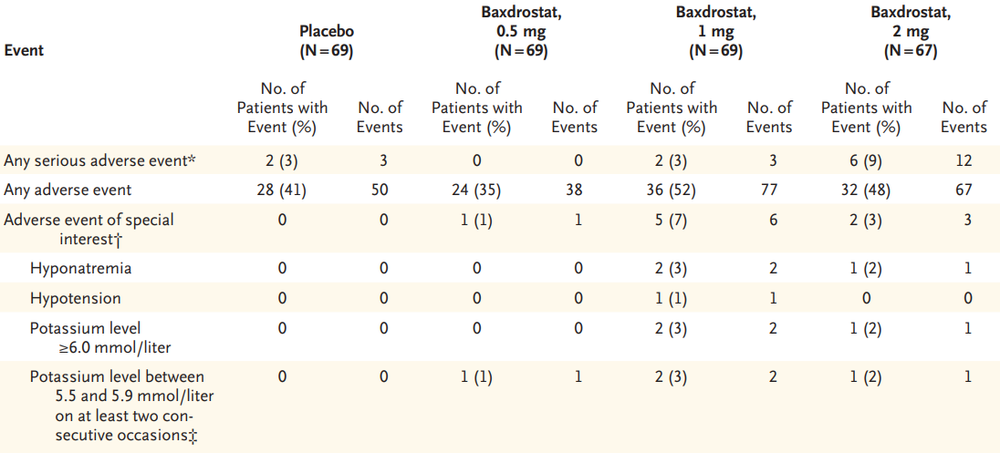 Event Placebo (N=69) Baxdrostat, 0.5 mg (N=69) Baxdrostat, 1 mg (N=69) Baxdrostat, 2 mg (N=67)
No. of Patients with Event (%) No. of Events No. of Patients with Event (%) No. of Events No. of Patients with Event (%) No. of Events No. of Patients with Event (%) No. of Events
Any serious adverse event* 2 (3) 3 0 0 2 (3) 3 6 (9) 12
Any adverse event 28 (41) 50 24 (35) 38 36 (52) 77 32 (48) 67
Adverse event of special 0 0 1 (1) 1 5 (7) 6 2 (3) 3
interest†
Hyponatremia 0 0 0 0 2 (3) 2 1 (2) 1
Hypotension 0 0 0 0 1 (1) 1 0 0
Potassium level 0 0 0 0 2 (3) 2 1 (2) 1
≥6.0 mmol/liter
Potassium level between 0 0 1 (1) 1 2 (3) 2 1 (2) 1
5.5 and 5.9 mmol/liter
on at least two con-
secutive occasions‡